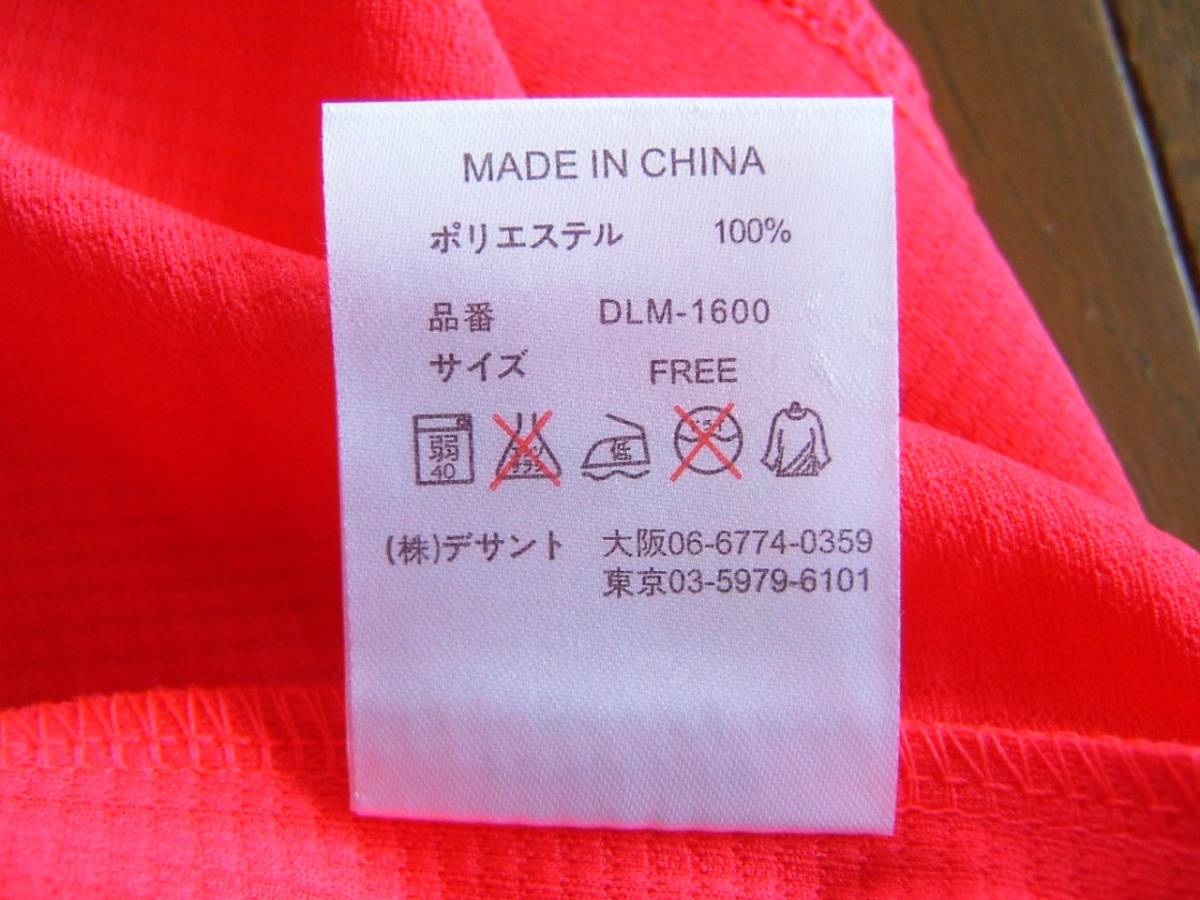 MADE IN CHINA
ポリエステル 100%
品番 DLM-1600
サイズ FREE
弱 40 低
(株)デサント 大阪06-6774-0359
東京03-5979-6101